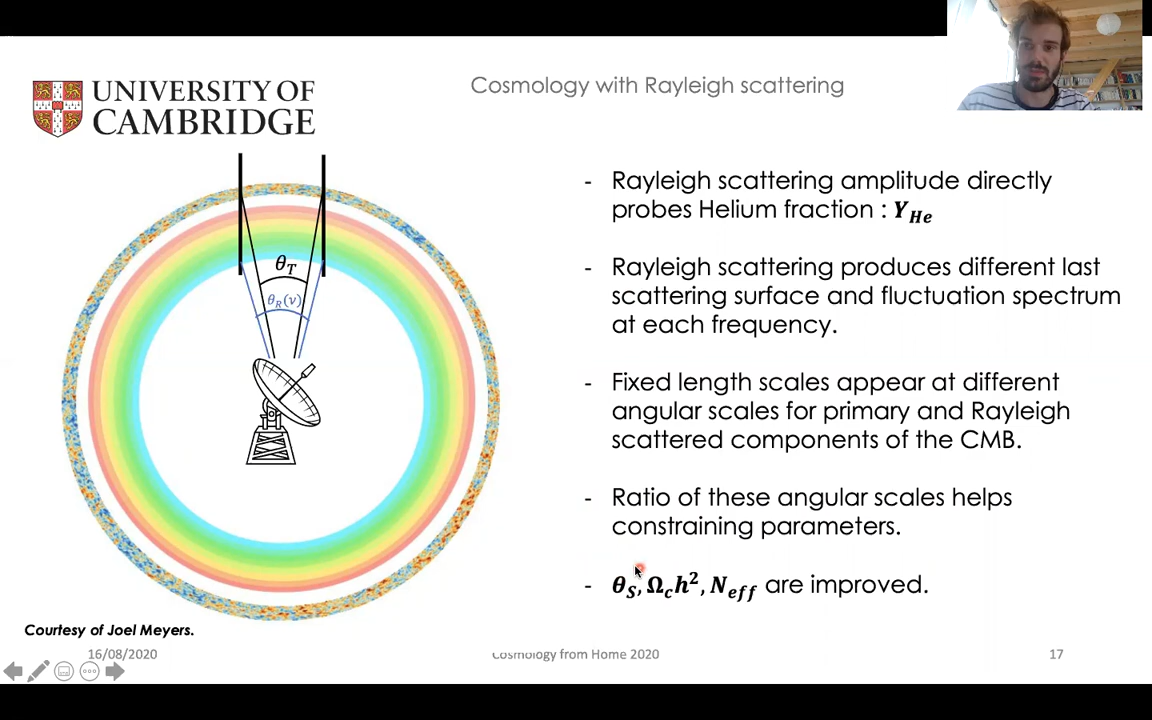 UNIVERSITY OF
CAMBRIDGE
Cosmology with Rayleigh scattering
θ_T
θ_R(ν)
- Rayleigh scattering amplitude directly
probes Helium fraction : Y_He
- Rayleigh scattering produces different last
scattering surface and fluctuation spectrum
at each frequency.
- Fixed length scales appear at different
angular scales for primary and Rayleigh
scattered components of the CMB.
- Ratio of these angular scales helps
constraining parameters.
- θ_S, Ω_c h², N_eff are improved.
Courtesy of Joel Meyers.
16/08/2020
Cosmology from Home 2020
17